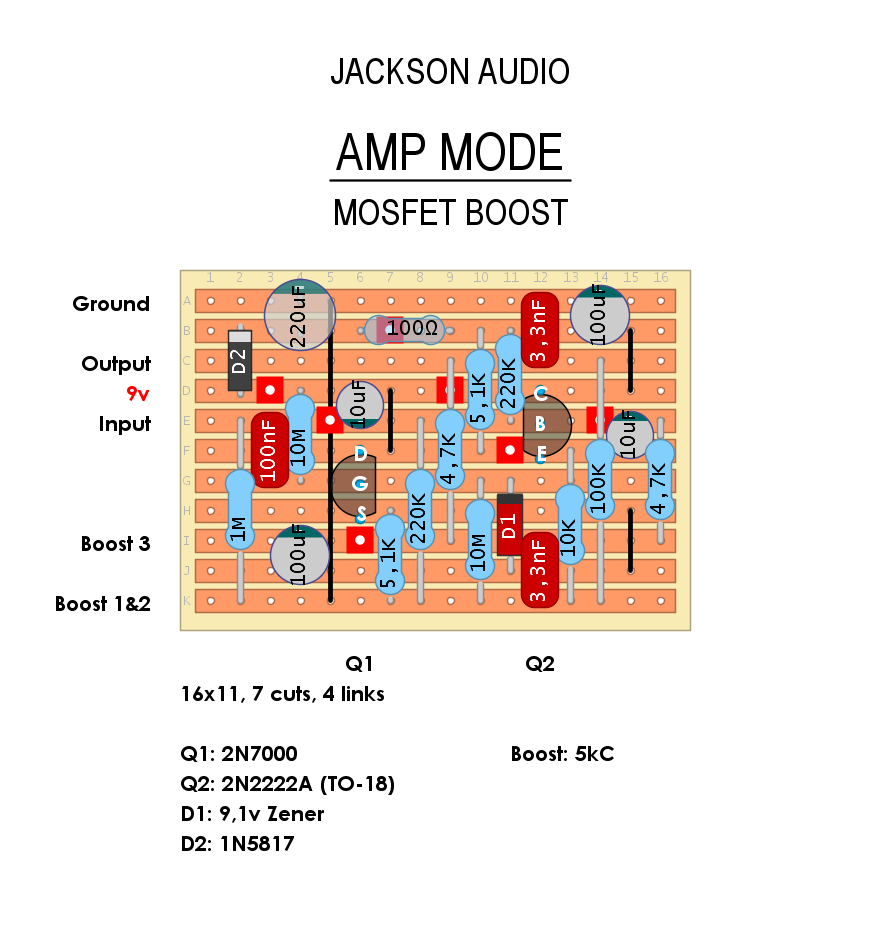 JACKSON AUDIO
AMP MODE
MOSFET BOOST
1 2 3 4 5 6 7 8 9 10 11 12 13 14 15 16
Ground
A
220uF
3,3nF
100uF
B
100Ω
Output
C
D2
5,1K
220K
9v
D
10uF
C
Input
E
100nF
10M
4,7K
B
10uF
F
D
E
100K
4,7K
G
1M
G
220K
H
S
D1
10K
Boost 3
I
100uF
5,1K
10M
3,3nF
J
Boost 1&2
K
Q1 Q2
16x11, 7 cuts, 4 links
Q1: 2N7000 Boost: 5kC
Q2: 2N2222A (TO-18)
D1: 9,1v Zener
D2: 1N5817